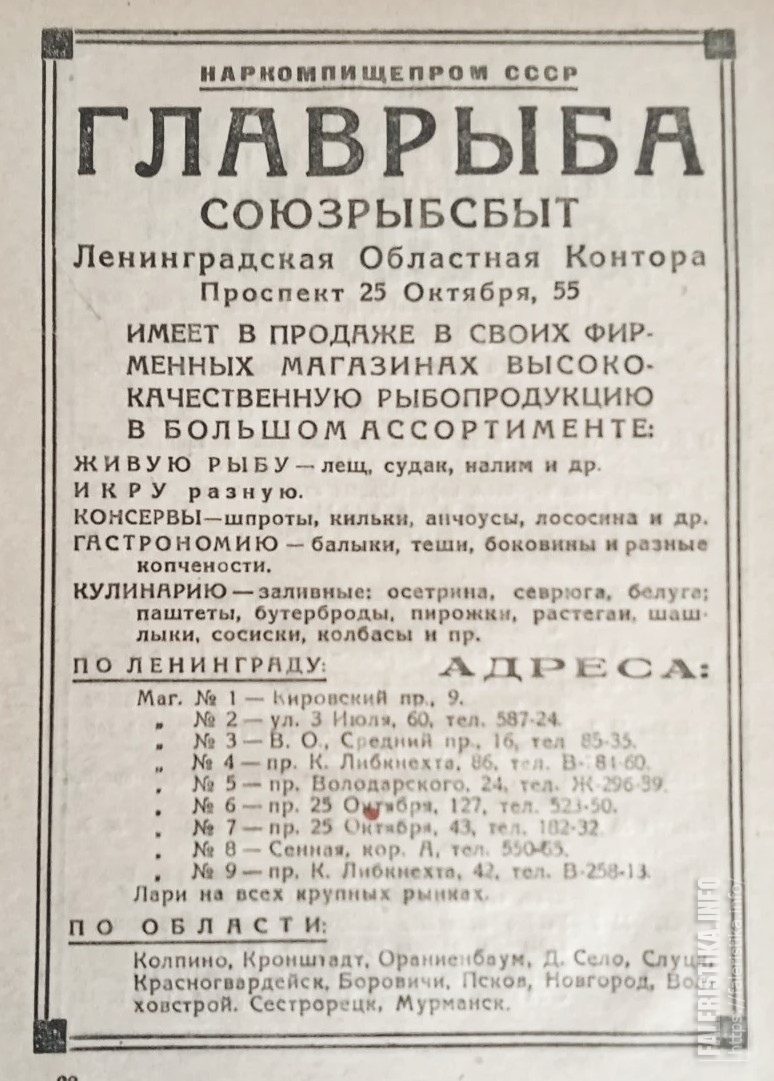 НАРКОМПИЩЕПРОМ СССР
ГЛАВРЫБА
СОЮЗРЫБСБЫТ
Ленинградская Областная Контора
Проспект 25 Октября, 55
ИМЕЕТ В ПРОДАЖЕ В СВОИХ ФИР-
МЕННЫХ МАГАЗИНАХ ВЫСОКО-
КАЧЕСТВЕННУЮ РЫБОПРОДУКЦИЮ
В БОЛЬШОМ АССОРТИМЕНТЕ:
ЖИВУЮ РЫБУ — лещ, судак, налим и др.
ИКРУ разную.
КОНСЕРВЫ—шпроты, кильки, анчоусы, лососина и др.
ГАСТРОНОМИЮ — балыки, теши, боковины и разные
копчености.
КУЛИНАРИЮ — заливные: осетрина, севрюга, белуга;
паштеты, бутерброды, пирожки, растегаи, шаш-
лыки, сосиски, колбасы и пр.
ПО ЛЕНИНГРАДУ: АДРЕСА:
Маг. № 1 — Кировский пр., 9.
„ № 2 — ул. 3 Июля, 60, тел. 587-24.
„ № 3 — В. О., Средний пр., 16, тел 85-35.
„ № 4 — пр. К. Либкнехта, 86, тел. В- 81-60.
„ № 5 — пр. Володарского, 24, тел. Ж-296-39.
„ № 6 — пр. 25 Октября, 127, тел. 523-50.
„ № 7 — пр. 25 Октября, 43, тел. 182-32.
„ № 8 — Сенная, кор. А, тел. 550-65.
„ № 9 — пр. К. Либкнехта, 42, тел. В-258-13.
Лари на всех крупных рынках.
ПО ОБЛАСТИ:
Колпино, Кронштадт, Ораниенбаум, Д. Село, Слуцк,
Красногвардейск, Боровичи, Псков, Новгород, Вол-
ховстрой, Сестрорецк, Мурманск.
FALERISTIKA.INFO
https://faleristika.info/